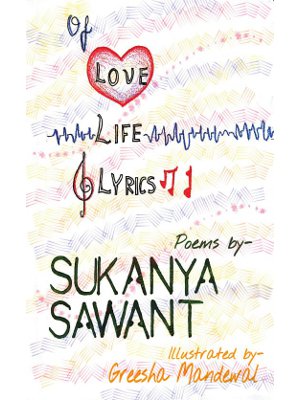 Of
LOVE
LIFE
LYRICS
Poems by-
SUKANYA
SAWANT
Illustrated by-
Greesha Mandewal